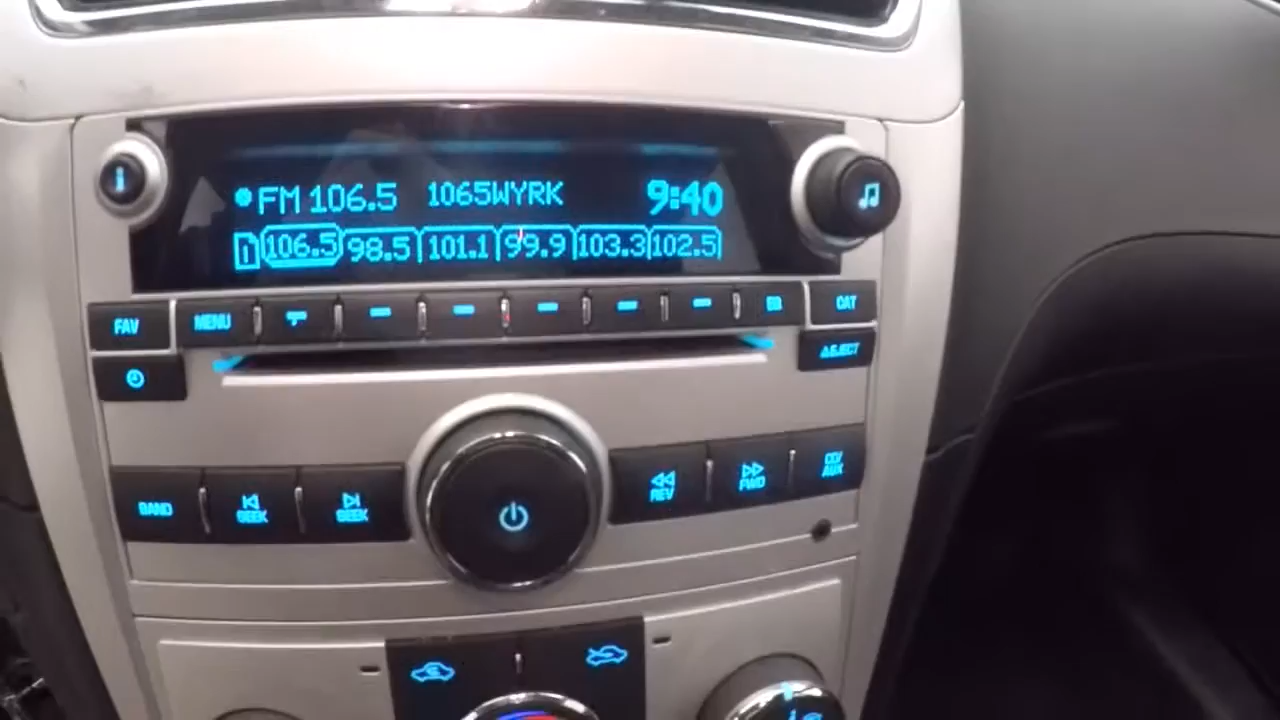 FM 106.5 1065WYRK 9:40
1 106.5 98.5 101.1 99.9 103.3 102.5
FAV MENU CAT
EJECT
BAND SEEK SEEK REV FWD CD/AUX